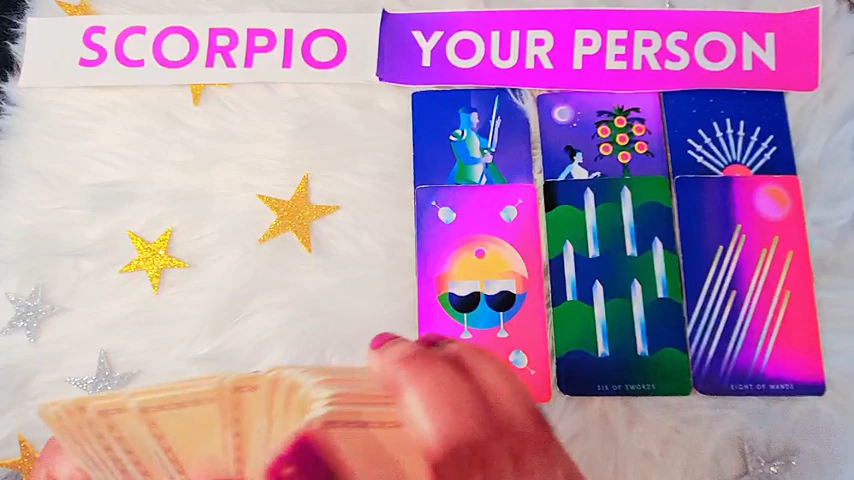 SCORPIO
YOUR PERSON
SIX OF SWORDS
EIGHT OF WANDS